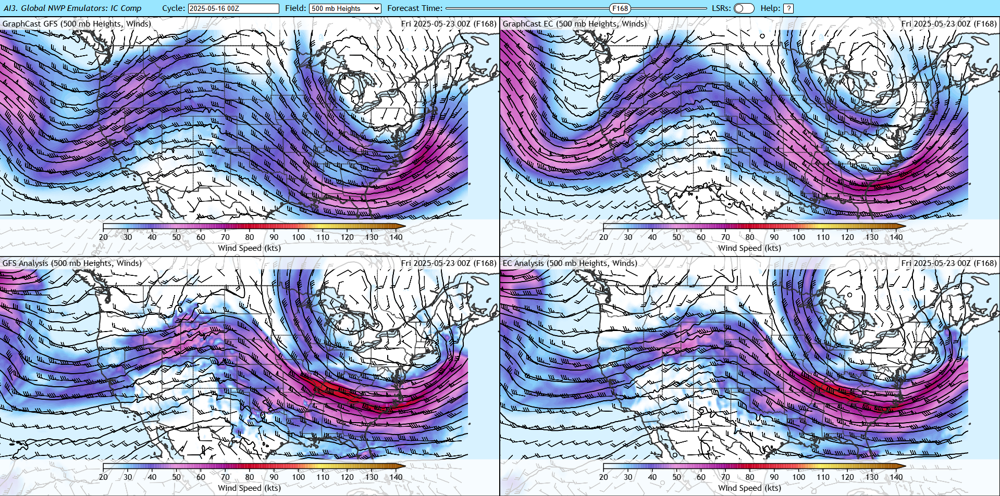 AI3. Global NWP Emulators: IC Comp Cycle: 2025-05-16 00Z Field: 500 mb Heights Forecast Time: F168 LSRs: Help: ?
GraphCast GFS (500 mb Heights, Winds) Fri 2025-05-23 00Z (F168)
20 30 40 50 60 70 80 90 100 110 120 130 140
Wind Speed (kts)
GraphCast EC (500 mb Heights, Winds) Fri 2025-05-23 00Z (F168)
20 30 40 50 60 70 80 90 100 110 120 130 140
Wind Speed (kts)
GFS Analysis (500 mb Heights, Winds) Fri 2025-05-23 00Z (F168)
20 30 40 50 60 70 80 90 100 110 120 130 140
Wind Speed (kts)
EC Analysis (500 mb Heights, Winds) Fri 2025-05-23 00Z (F168)
20 30 40 50 60 70 80 90 100 110 120 130 140
Wind Speed (kts)